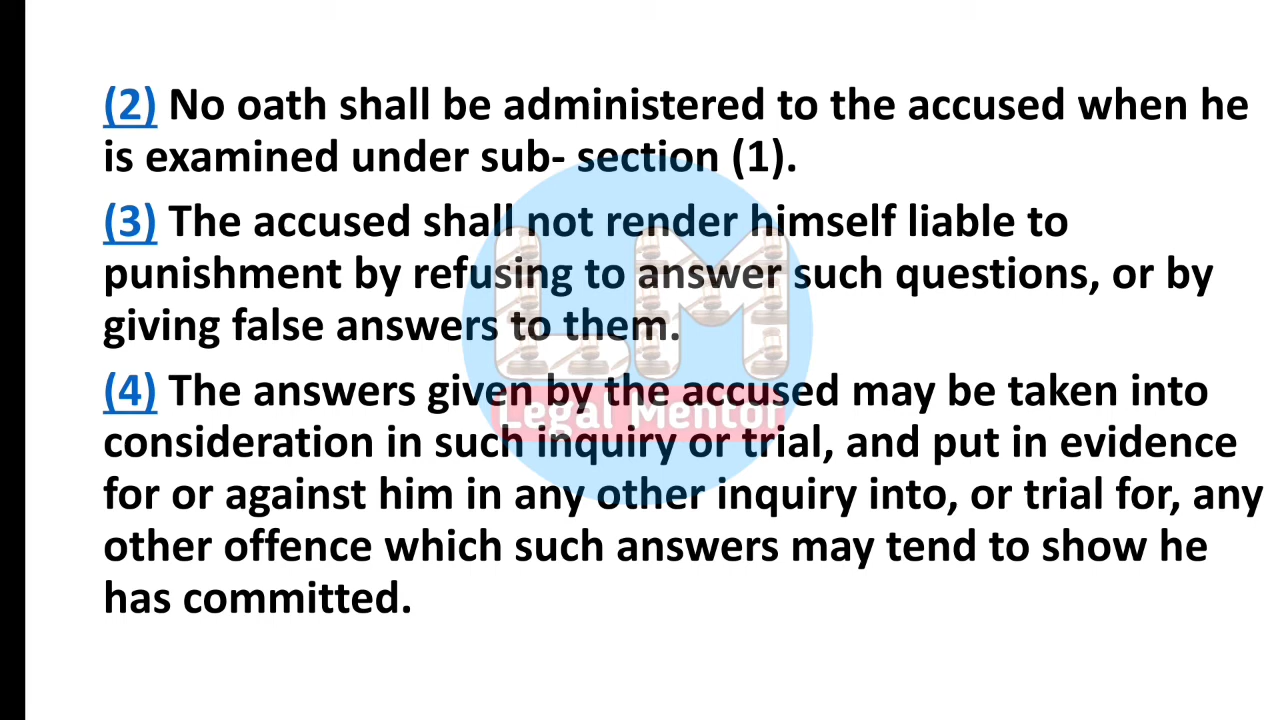 (2) No oath shall be administered to the accused when he
is examined under sub- section (1).
(3) The accused shall not render himself liable to
punishment by refusing to answer such questions, or by
giving false answers to them.
(4) The answers given by the accused may be taken into
consideration in such inquiry or trial, and put in evidence
for or against him in any other inquiry into, or trial for, any
other offence which such answers may tend to show he
has committed.
LM
Legal Mentor